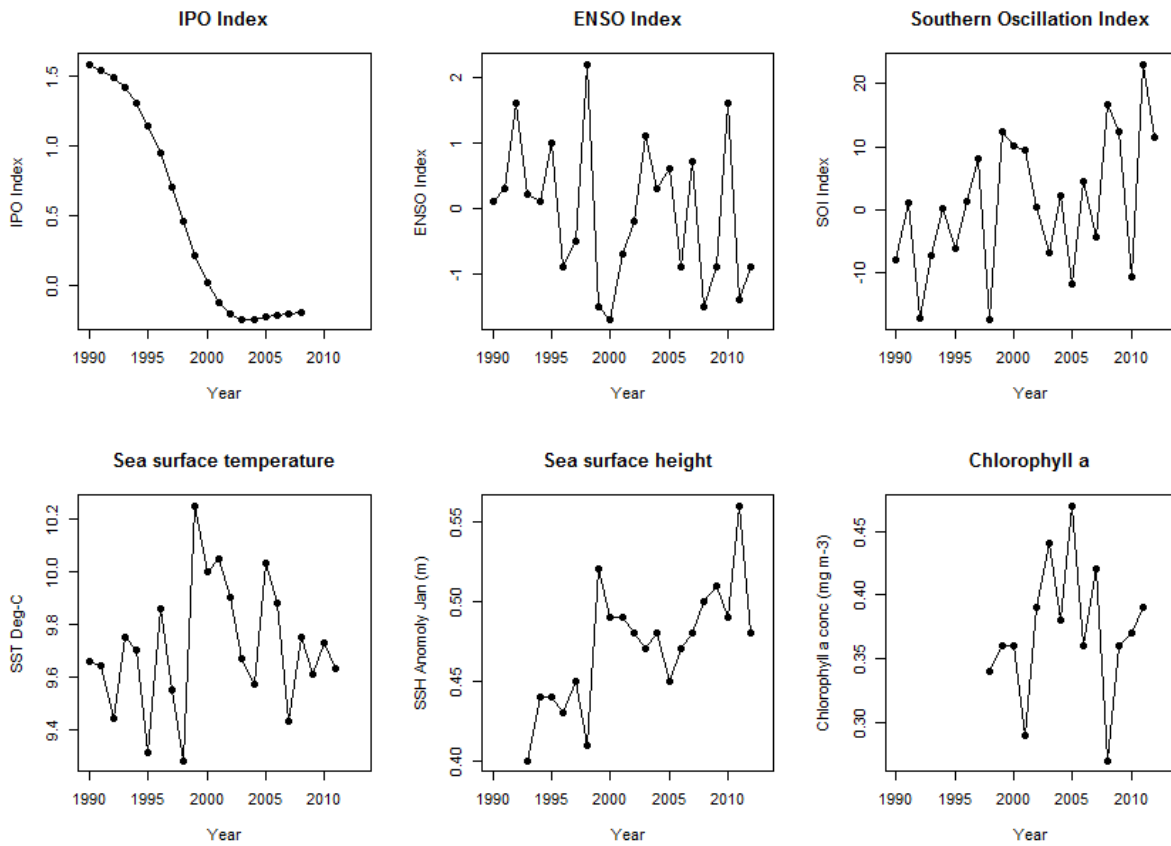 IPO Index
IPO Index
1.5
1.0
0.5
0.0
1990 1995 2000 2005 2010
Year
ENSO Index
ENSO Index
2
1
0
-1
1990 1995 2000 2005 2010
Year
Southern Oscillation Index
SOI Index
20
10
0
-10
1990 1995 2000 2005 2010
Year
Sea surface temperature
SST Deg-C
10.2
10.0
9.8
9.6
9.4
1990 1995 2000 2005 2010
Year
Sea surface height
SSH Anomoly Jan (m)
0.55
0.50
0.45
0.40
1990 1995 2000 2005 2010
Year
Chlorophyll a
Chlorophyll a conc (mg m-3)
0.45
0.40
0.35
0.30
1990 1995 2000 2005 2010
Year